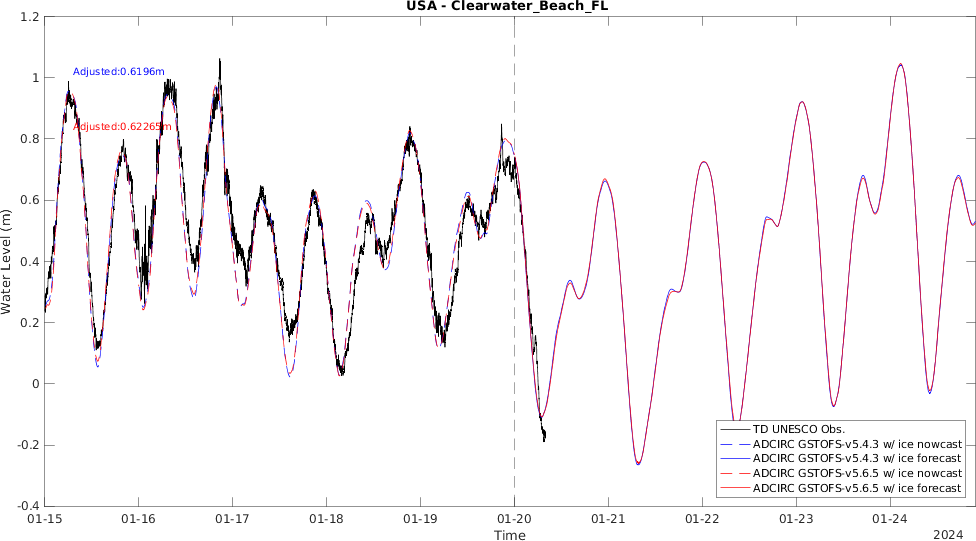 USA - Clearwater_Beach_FL
1.2
1
0.8
0.6
0.4
0.2
0
-0.2
-0.4
Water Level (m)
Adjusted:0.6196m
Adjusted:0.62265m
TD UNESCO Obs.
ADCIRC GSTOFS-v5.4.3 w/ ice nowcast
ADCIRC GSTOFS-v5.4.3 w/ ice forecast
ADCIRC GSTOFS-v5.6.5 w/ ice nowcast
ADCIRC GSTOFS-v5.6.5 w/ ice forecast
01-15 01-16 01-17 01-18 01-19 01-20 01-21 01-22 01-23 01-24
Time
2024